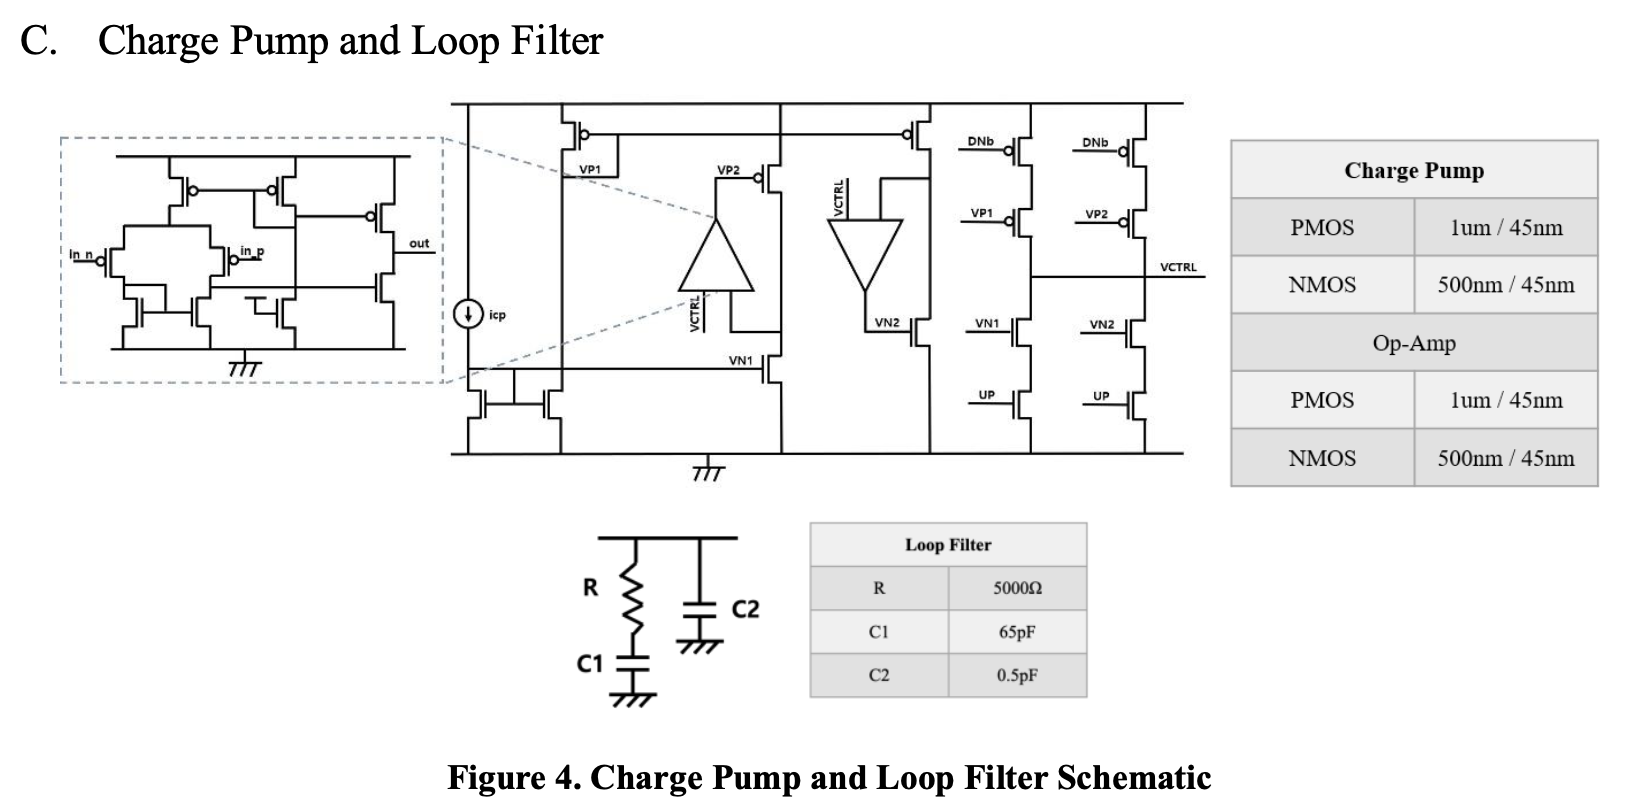 C. Charge Pump and Loop Filter
In_n
in_p
out
icp
VP1
VP2
VCTRL
VN1
VCTRL
VN2
DNb
VP1
VN1
UP
DNb
VP2
VN2
UP
VCTRL
Charge Pump
PMOS 1um / 45nm
NMOS 500nm / 45nm
Op-Amp
PMOS 1um / 45nm
NMOS 500nm / 45nm
R
C1
C2
Loop Filter
R 5000Ω
C1 65pF
C2 0.5pF
Figure 4. Charge Pump and Loop Filter Schematic